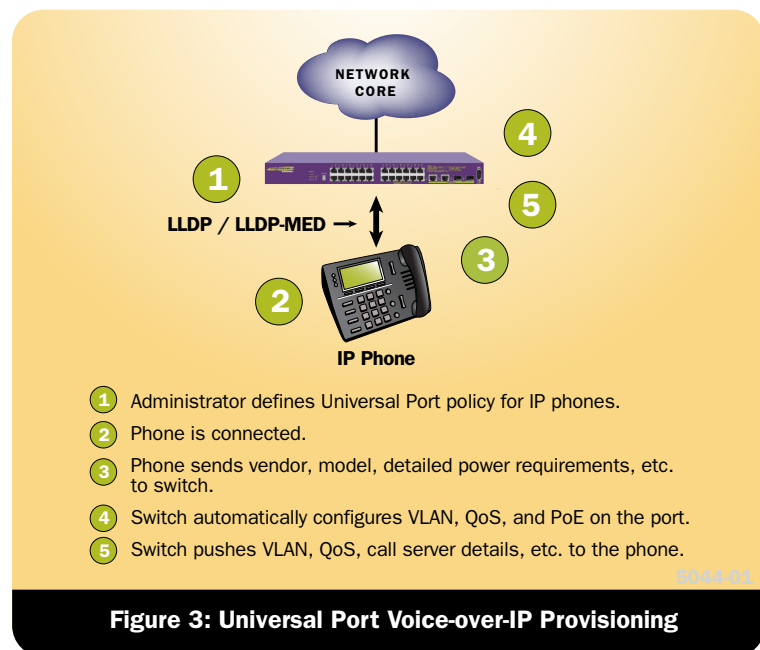 NETWORK
CORE
4
1
5
LLDP / LLDP-MED
3
2
IP Phone
1 Administrator defines Universal Port policy for IP phones.
2 Phone is connected.
3 Phone sends vendor, model, detailed power requirements, etc.
to switch.
4 Switch automatically configures VLAN, QoS, and PoE on the port.
5 Switch pushes VLAN, QoS, call server details, etc. to the phone.
5044-01
Figure 3: Universal Port Voice-over-IP Provisioning